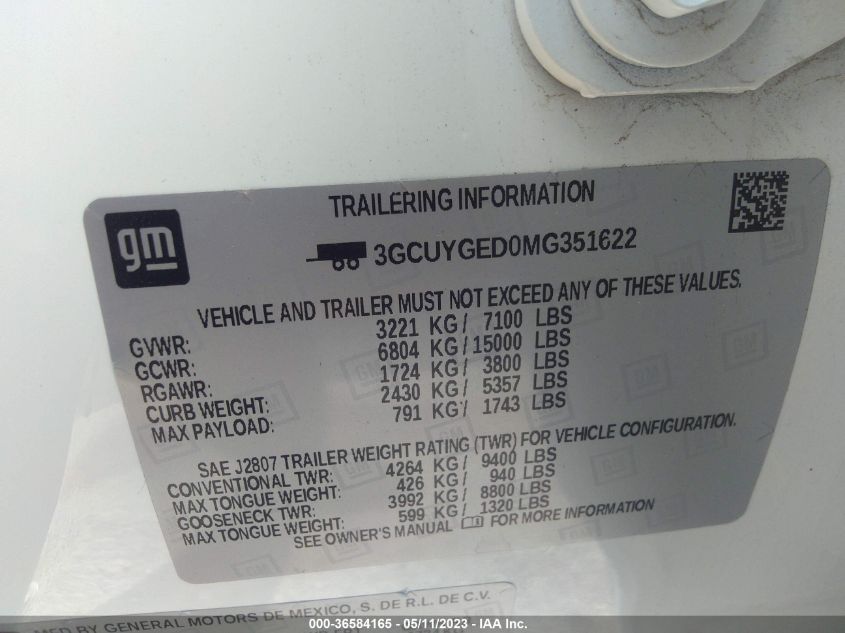 TRAILERING INFORMATION
gm
3GCUYGED0MG351622
VEHICLE AND TRAILER MUST NOT EXCEED ANY OF THESE VALUES.
GVWR: 3221 KG/ 7100 LBS
GCWR: 6804 KG/15000 LBS
RGAWR: 1724 KG/ 3800 LBS
CURB WEIGHT: 2430 KG/ 5357 LBS
MAX PAYLOAD: 791 KG/ 1743 LBS
SAE J2807 TRAILER WEIGHT RATING (TWR) FOR VEHICLE CONFIGURATION.
CONVENTIONAL TWR: 4264 KG/ 9400 LBS
MAX TONGUE WEIGHT: 426 KG/ 940 LBS
GOOSENECK TWR: 3992 KG/ 8800 LBS
MAX TONGUE WEIGHT: 599 KG/ 1320 LBS
SEE OWNER'S MANUAL FOR MORE INFORMATION
MFD BY GENERAL MOTORS DE MEXICO, S. DE R.L. DE C.V.
000-36584165 - 05/11/2023 - IAA Inc.